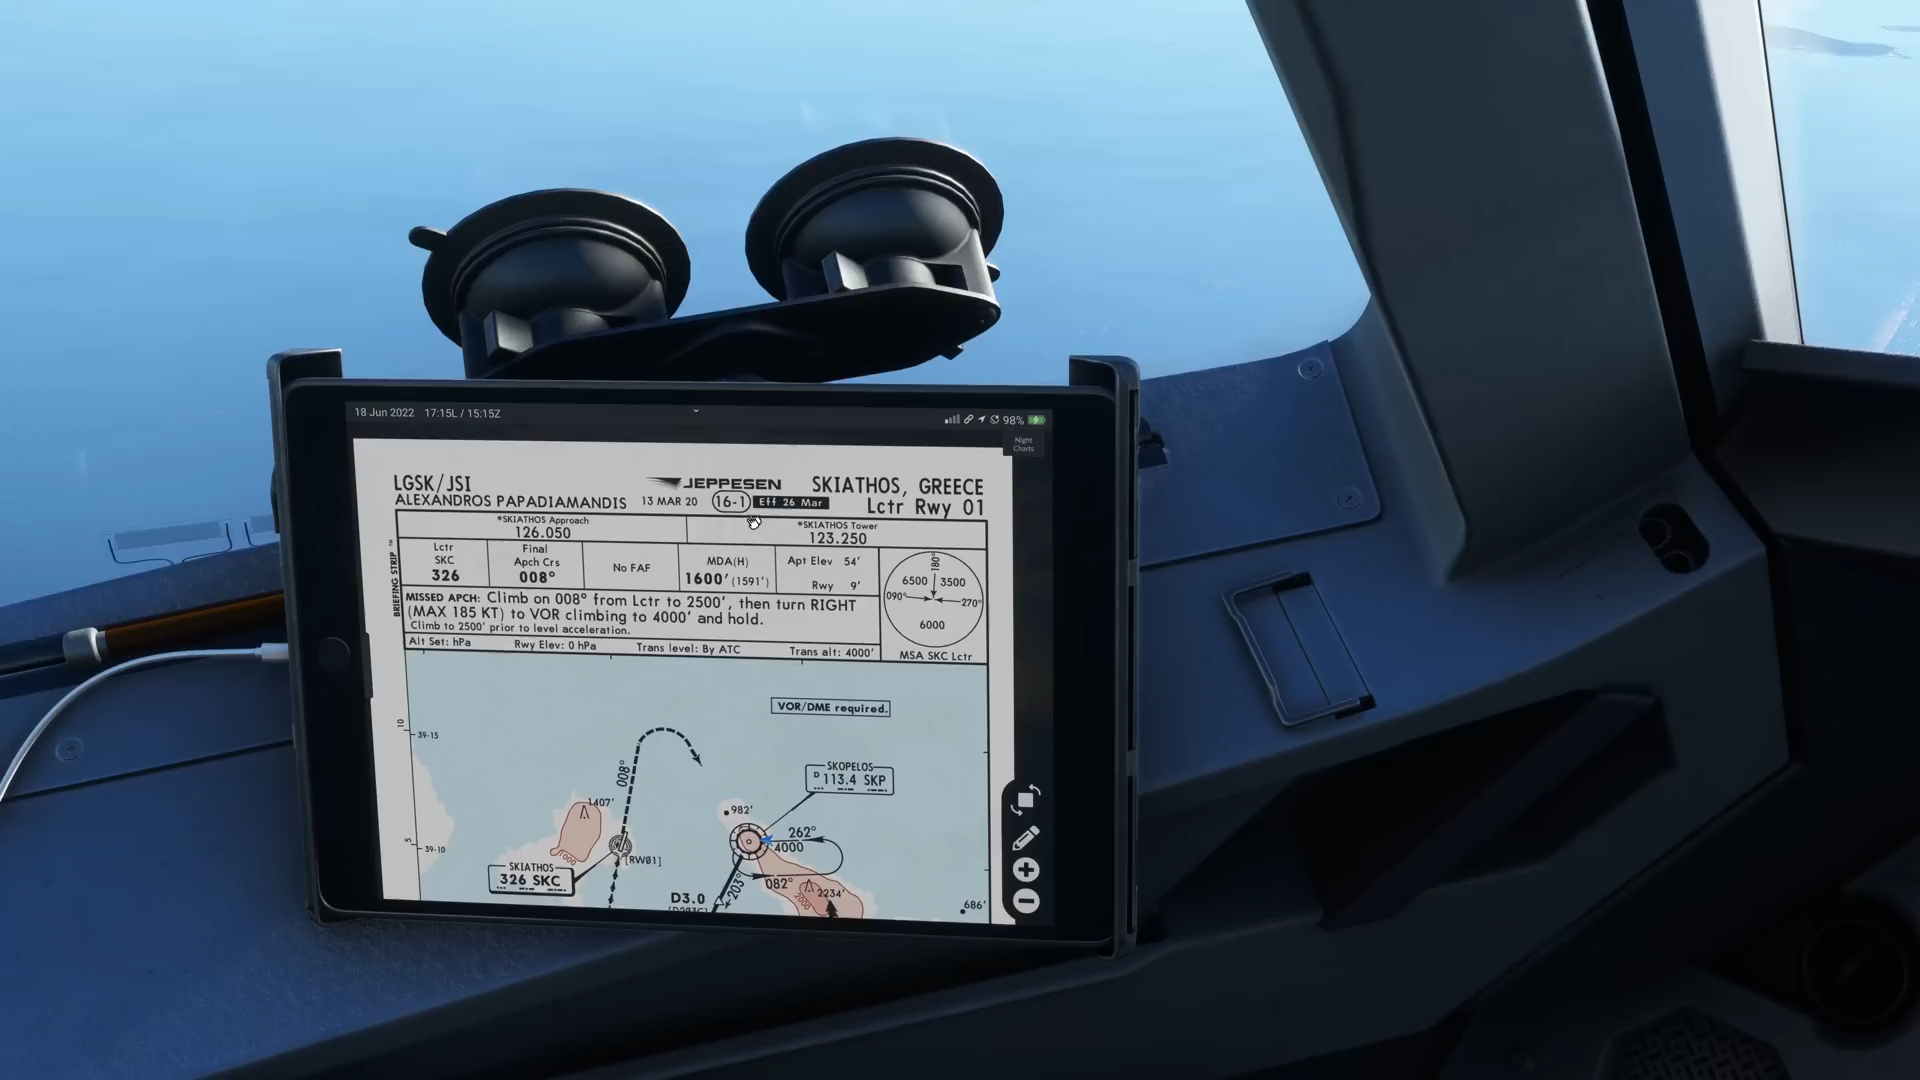 18 Jun 2022 17:15L / 15:15Z
98%
Night
Charts
LGSK/JSI
JEPPESEN
SKIATHOS, GREECE
ALEXANDROS PAPADIAMANDIS
13 MAR 20
16-1
Eff 26 Mar
Lctr Rwy 01
*SKIATHOS Approach
126.050
*SKIATHOS Tower
123.250
BRIEFING STRIP ™
Lctr
SKC
326
Final
Apch Crs
008°
No FAF
MDA(H)
1600' (1591')
Apt Elev 54'
Rwy 9'
180°
6500
3500
090°
270°
6000
MSA SKC Lctr
MISSED APCH: Climb on 008° from Lctr to 2500', then turn RIGHT
(MAX 185 KT) to VOR climbing to 4000' and hold.
Climb to 2500' prior to level acceleration.
Alt Set: hPa Rwy Elev: 0 hPa Trans level: By ATC Trans alt: 4000'
VOR/DME required.
10
39-15
008°
SKOPELOS
D 113.4 SKP
1407'
982'
262°
4000
5
39-10
1000
[RW01]
SKIATHOS
326 SKC
203°
082°
D3.0
2234'
2000
686'